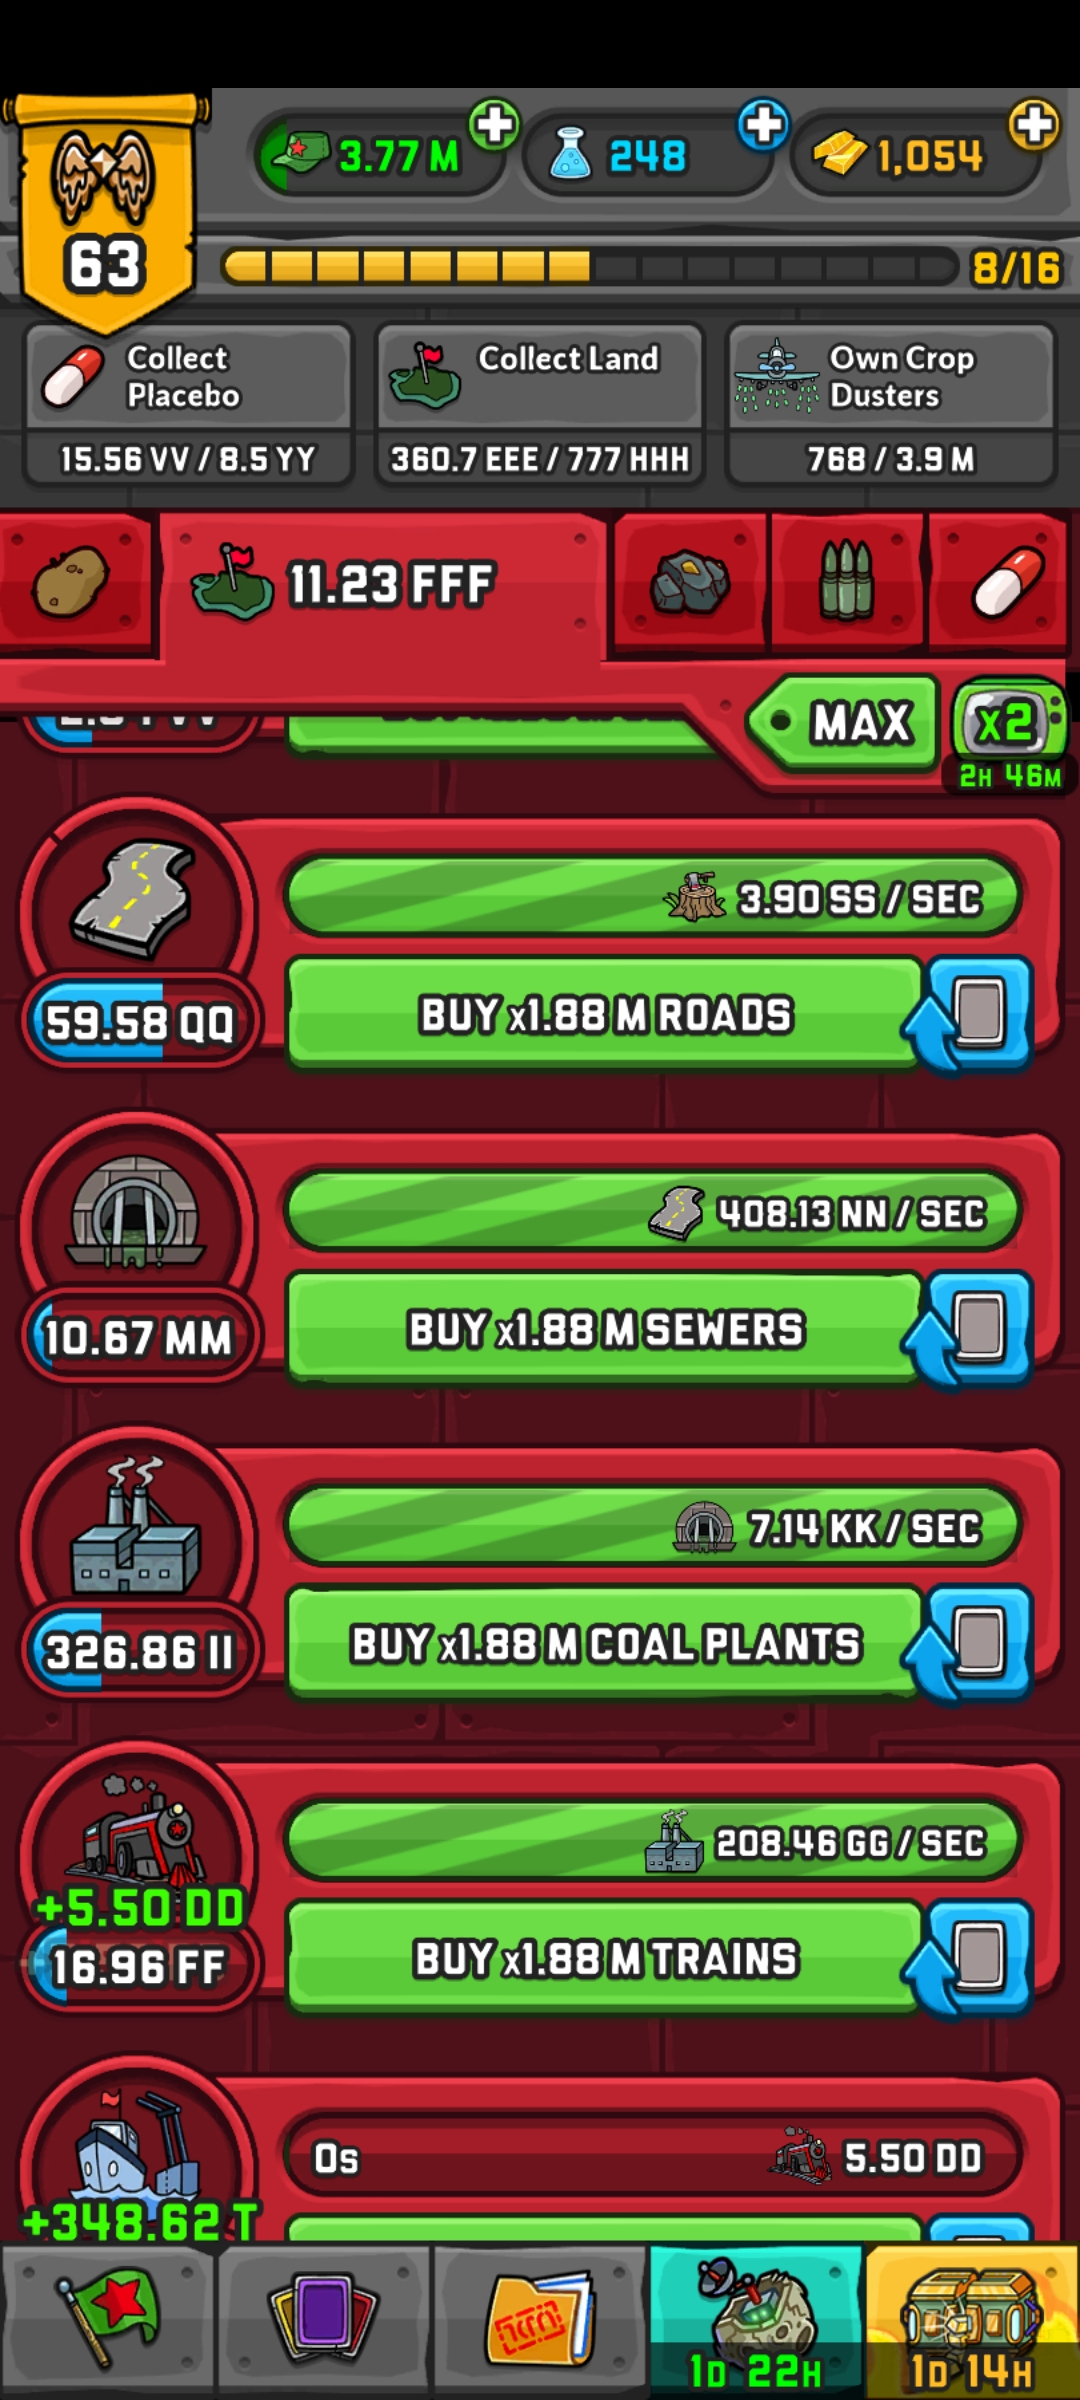 3.77 M
248
1,054
63
8/16
Collect Placebo
15.56 VV / 8.5 YY
Collect Land
360.7 EEE / 777 HHH
Own Crop Dusters
768 / 3.9 M
11.23 FFF
MAX
x2
2H 46M
3.90 SS / SEC
59.58 QQ
BUY x1.88 M ROADS
408.13 NN / SEC
10.67 MM
BUY x1.88 M SEWERS
7.14 KK / SEC
326.86 II
BUY x1.88 M COAL PLANTS
208.46 GG / SEC
+5.50 DD
16.96 FF
BUY x1.88 M TRAINS
0s
5.50 DD
+348.62 T
1D 22H
1D 14H